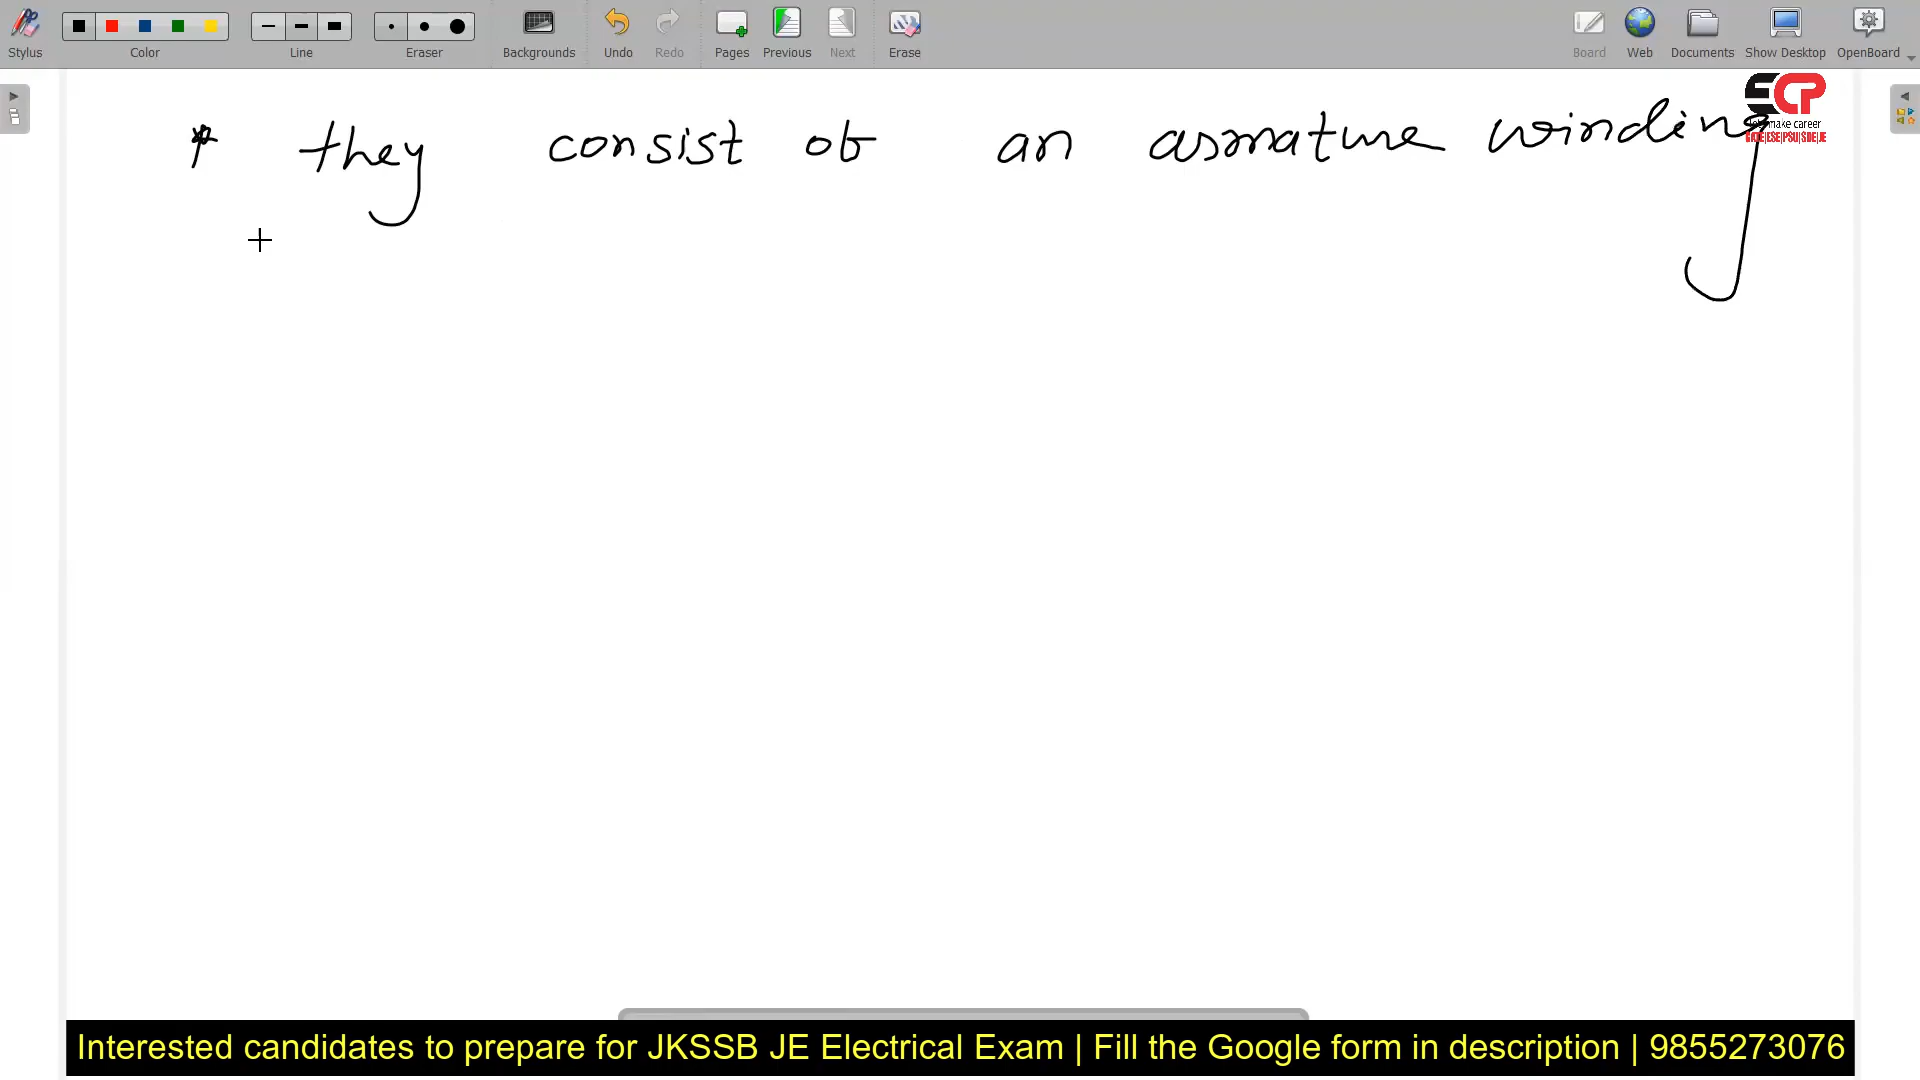 Stylus Color Line Eraser Backgrounds Undo Redo Pages Previous Next Erase Board Web Documents Show Desktop OpenBoard
ECP
* they consist of an armature winding
Interested candidates to prepare for JKSSB JE Electrical Exam | Fill the Google form in description | 9855273076